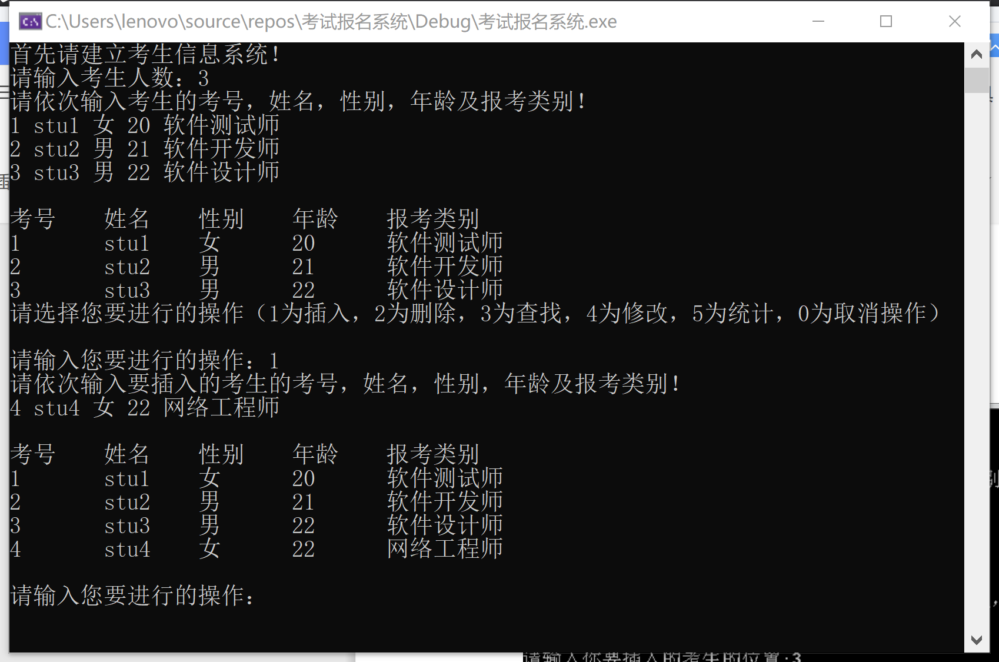 C:\Users\lenovo\source\repos\考试报名系统\Debug\考试报名系统.exe
首先请建立考生信息系统！
请输入考生人数：3
请依次输入考生的考号，姓名，性别，年龄及报考类别！
1 stu1 女 20 软件测试师
2 stu2 男 21 软件开发师
3 stu3 男 22 软件设计师
考号 姓名 性别 年龄 报考类别
1 stu1 女 20 软件测试师
2 stu2 男 21 软件开发师
3 stu3 男 22 软件设计师
请选择您要进行的操作（1为插入，2为删除，3为查找，4为修改，5为统计，0为取消操作）
请输入您要进行的操作：1
请依次输入要插入的考生的考号，姓名，性别，年龄及报考类别！
4 stu4 女 22 网络工程师
考号 姓名 性别 年龄 报考类别
1 stu1 女 20 软件测试师
2 stu2 男 21 软件开发师
3 stu3 男 22 软件设计师
4 stu4 女 22 网络工程师
请输入您要进行的操作：
请输入你要插入的考生的位置:3